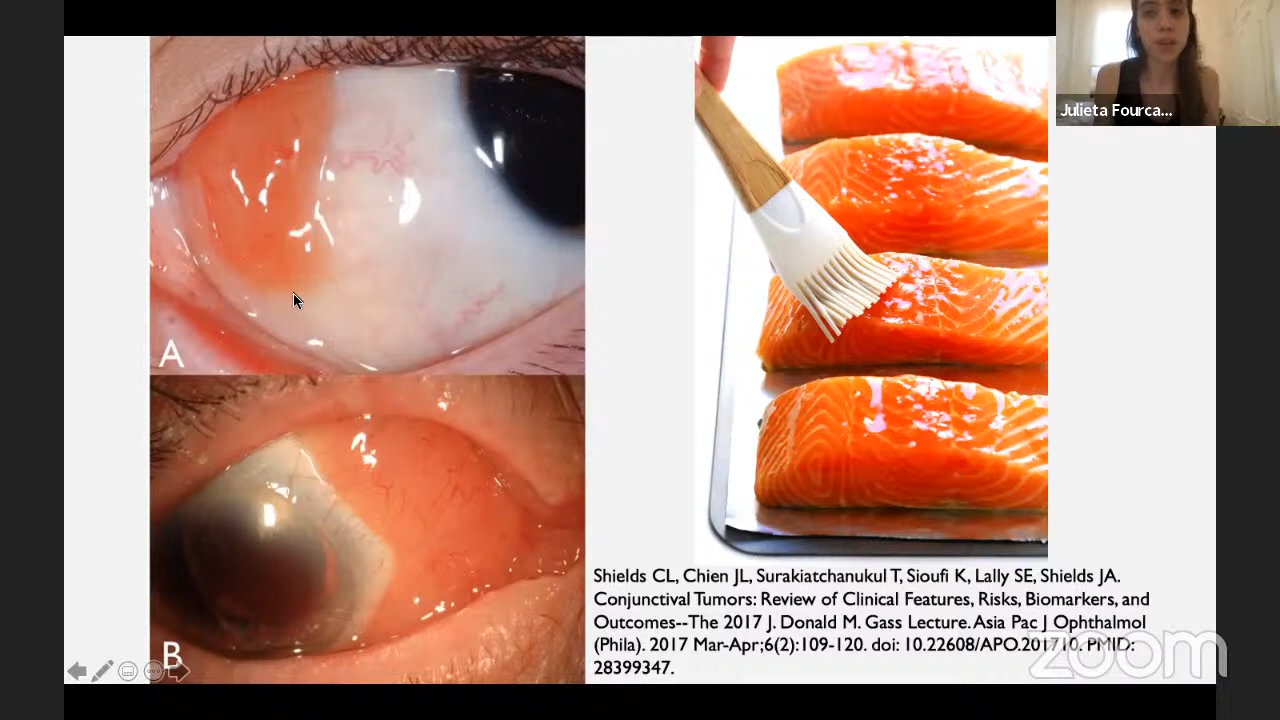 Julieta Fourca...
A
B
Shields CL, Chien JL, Surakiatchanukul T, Sioufi K, Lally SE, Shields JA.
Conjunctival Tumors: Review of Clinical Features, Risks, Biomarkers, and
Outcomes--The 2017 J. Donald M. Gass Lecture. Asia Pac J Ophthalmol
(Phila). 2017 Mar-Apr;6(2):109-120. doi: 10.22608/APO.201710. PMID:
28399347.
zoom